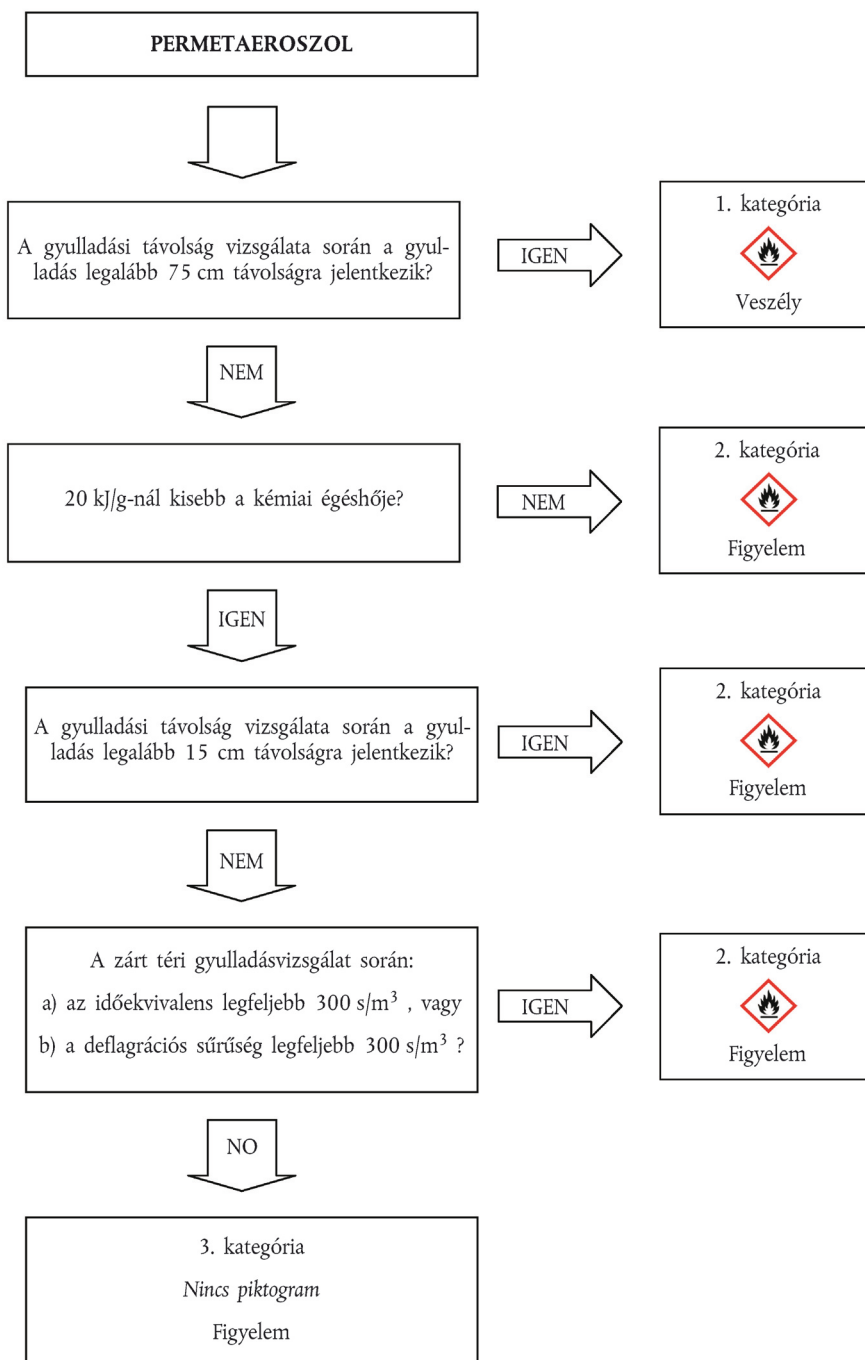 PERMETAEROSZOL
A gyulladási távolság vizsgálata során a gyul-
ladás legalább 75 cm távolságra jelentkezik?
IGEN
1. kategória
Veszély
NEM
20 kJ/g-nál kisebb a kémiai égéshője?
NEM
2. kategória
Figyelem
IGEN
A gyulladási távolság vizsgálata során a gyul-
ladás legalább 15 cm távolságra jelentkezik?
IGEN
2. kategória
Figyelem
NEM
A zárt téri gyulladásvizsgálat során:
a) az időekvivalens legfeljebb 300 s/m³ , vagy
b) a deflagrációs sűrűség legfeljebb 300 s/m³ ?
IGEN
2. kategória
Figyelem
NO
3. kategória
Nincs piktogram
Figyelem